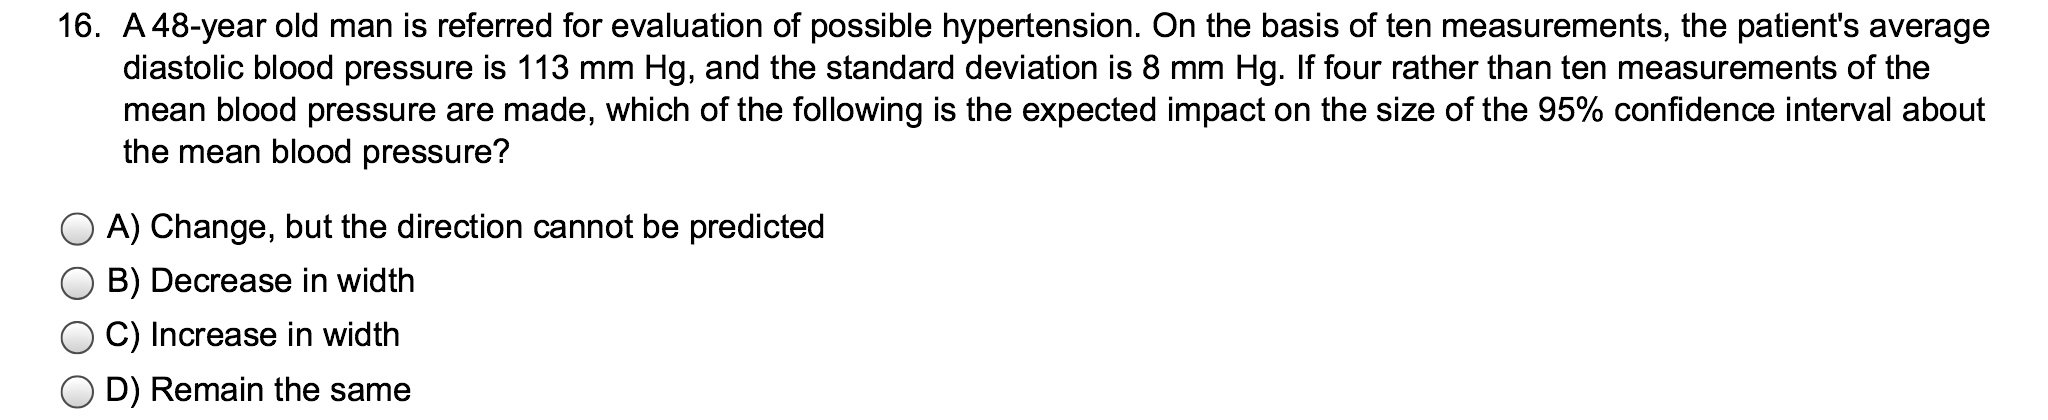 16. A 48-year old man is referred for evaluation of possible hypertension. On the basis of ten measurements, the patient's average
diastolic blood pressure is 113 mm Hg, and the standard deviation is 8 mm Hg. If four rather than ten measurements of the
mean blood pressure are made, which of the following is the expected impact on the size of the 95% confidence interval about
the mean blood pressure?
A) Change, but the direction cannot be predicted
B) Decrease in width
C) Increase in width
D) Remain the same